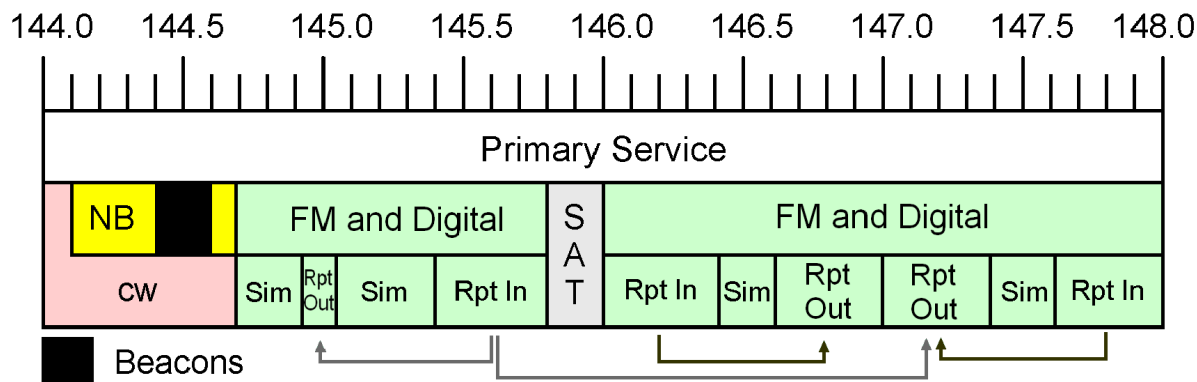 144.0 144.5 145.0 145.5 146.0 146.5 147.0 147.5 148.0
Primary Service
NB
FM and Digital
SAT
FM and Digital
CW
Sim
Rpt
Out
Sim
Rpt In
Rpt In
Sim
Rpt
Out
Rpt
Out
Sim
Rpt In
Beacons